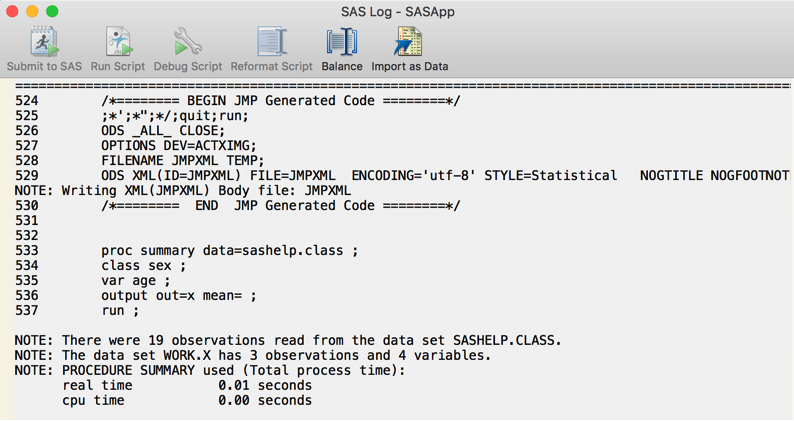 SAS Log - SASApp
Submit to SAS Run Script Debug Script Reformat Script Balance Import as Data
================================================================================
524 /*======== BEGIN JMP Generated Code ========*/
525 ;*';*";*/;quit;run;
526 ODS _ALL_ CLOSE;
527 OPTIONS DEV=ACTXIMG;
528 FILENAME JMPXML TEMP;
529 ODS XML(ID=JMPXML) FILE=JMPXML ENCODING='utf-8' STYLE=Statistical NOGTITLE NOGFOOTNOT
NOTE: Writing XML(JMPXML) Body file: JMPXML
530 /*======== END JMP Generated Code ========*/
531
532
533 proc summary data=sashelp.class ;
534 class sex ;
535 var age ;
536 output out=x mean= ;
537 run ;
NOTE: There were 19 observations read from the data set SASHELP.CLASS.
NOTE: The data set WORK.X has 3 observations and 4 variables.
NOTE: PROCEDURE SUMMARY used (Total process time):
real time 0.01 seconds
cpu time 0.00 seconds